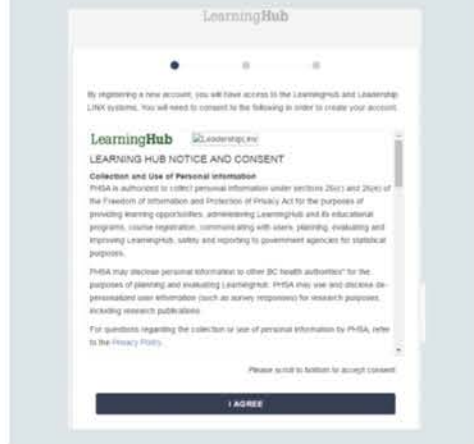 LearningHub
By registering a new account, you will have access to the LearningHub and Leadership
LINX systems. You will need to consent to the following in order to create your account.
LearningHub Leadership Linx
LEARNING HUB NOTICE AND CONSENT
Collection and Use of Personal Information
PHSA is authorized to collect personal information under sections 26(c) and 26(e) of
the Freedom of Information and Protection of Privacy Act for the purposes of
providing learning opportunities, administering LearningHub and its educational
programs, course registration, communicating with users, planning, evaluating and
improving LearningHub, safety and reporting to government agencies for statistical
purposes.
PHSA may disclose personal information to other BC health authorities* for the
purposes of planning and evaluating LearningHub. PHSA may use and disclose de-
personalized user information (such as survey responses) for research purposes,
including research publications.
For questions regarding the collection or use of personal information by PHSA, refer
to the Privacy Policy.
Please scroll to bottom to accept consent
I AGREE